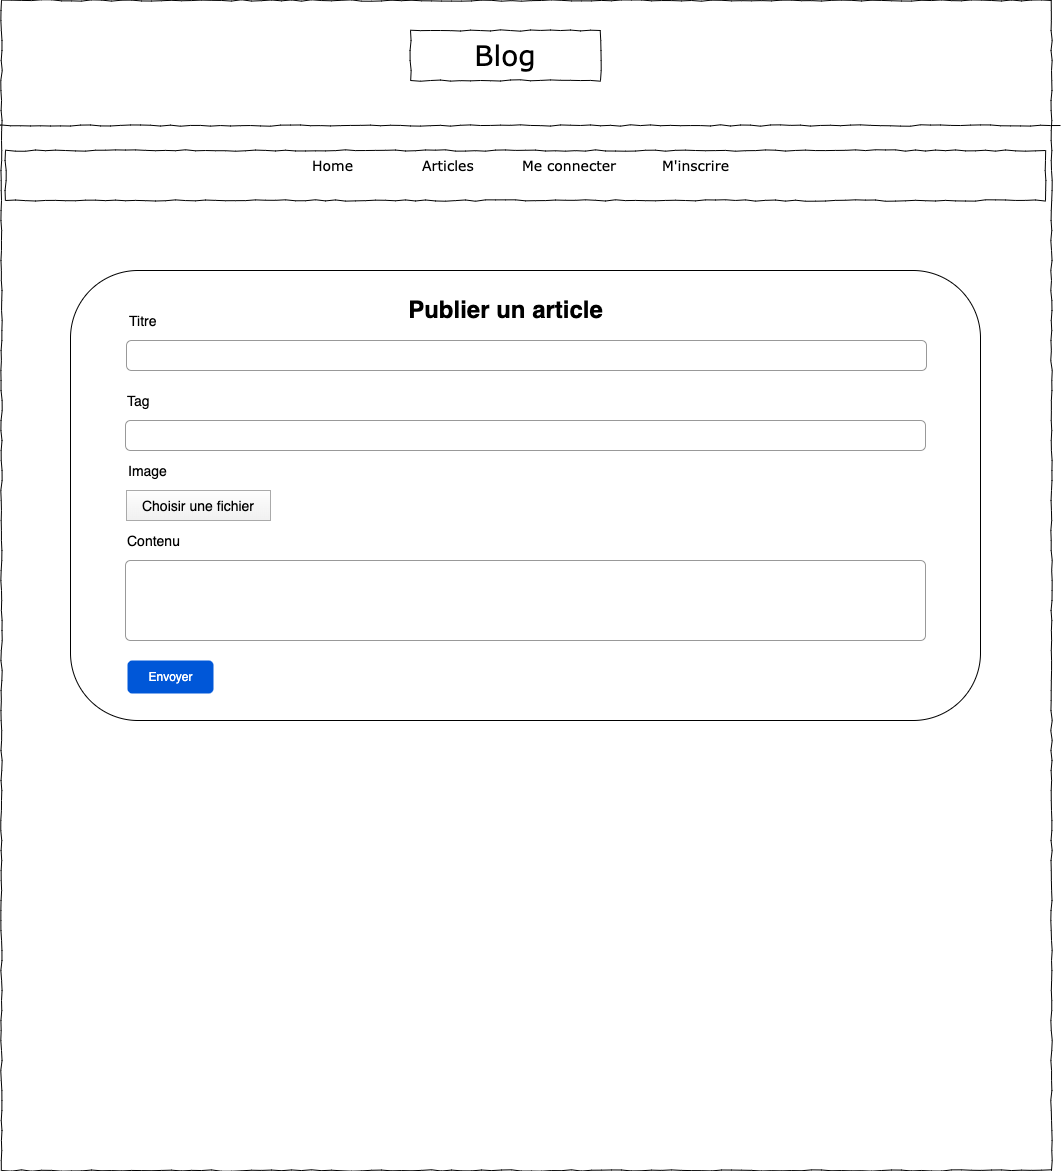 Blog
Home Articles Me connecter M'inscrire
Publier un article
Titre
Tag
Image
Choisir une fichier
Contenu
Envoyer